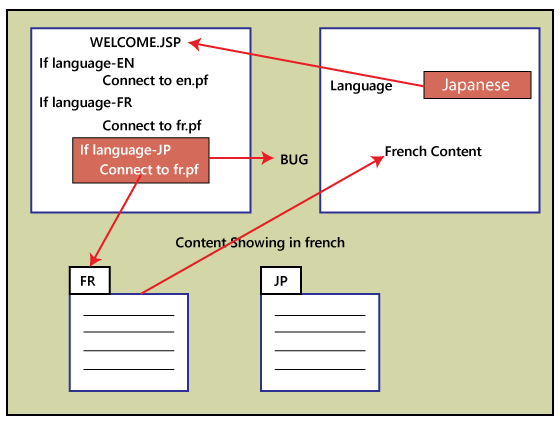 WELCOME.JSP
If language-EN
Connect to en.pf
If language-FR
Connect to fr.pf
If language-JP
Connect to fr.pf
BUG
Language
Japanese
French Content
Content Showing in french
FR
JP